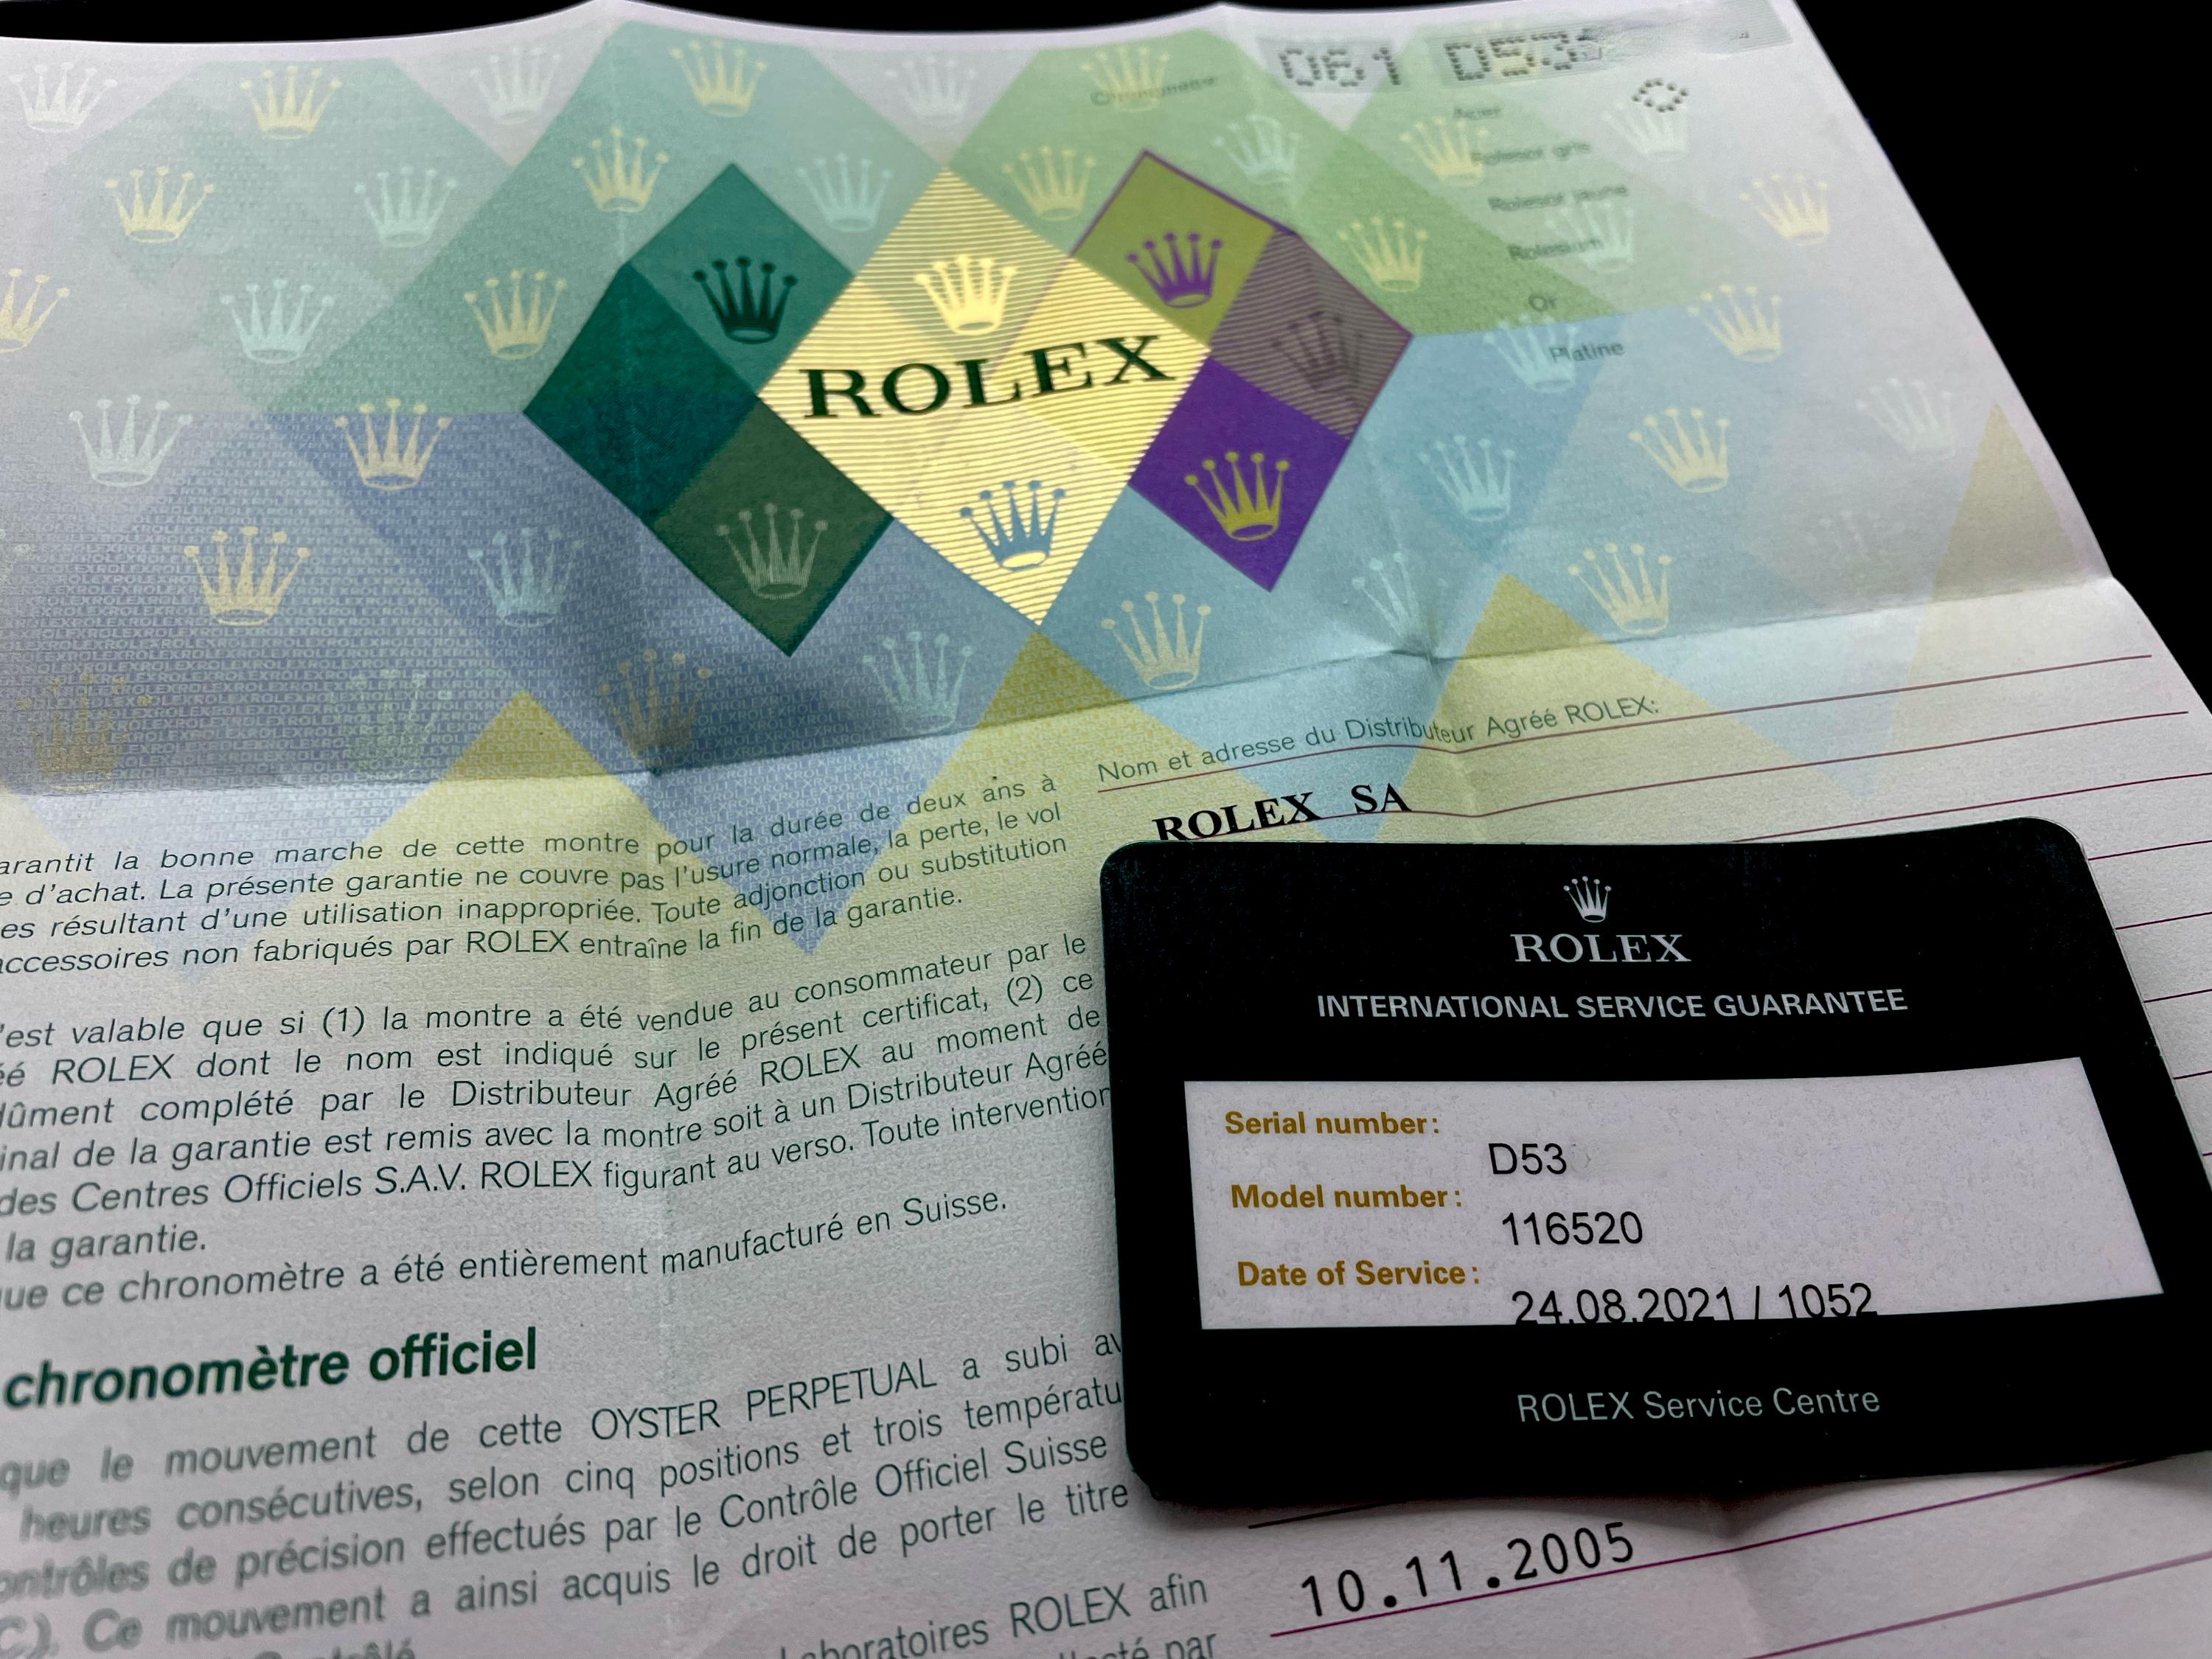 061 D53
Acier
Rolesor gris
Rolesor jaune
Rolesium
Or
Platine
ROLEX
Nom et adresse du Distributeur Agréé ROLEX:
ROLEX SA
arantit la bonne marche de cette montre pour la durée de deux ans à
e d'achat. La présente garantie ne couvre pas l'usure normale, la perte, le vol
es résultant d'une utilisation inappropriée. Toute adjonction ou substitution
accessoires non fabriqués par ROLEX entraîne la fin de la garantie.
'est valable que si (1) la montre a été vendue au consommateur par le
éé ROLEX dont le nom est indiqué sur le présent certificat, (2) ce
dûment complété par le Distributeur Agréé ROLEX au moment de
inal de la garantie est remis avec la montre soit à un Distributeur Agréé
des Centres Officiels S.A.V. ROLEX figurant au verso. Toute intervention
la garantie.
que ce chronomètre a été entièrement manufacturé en Suisse.
chronomètre officiel
que le mouvement de cette OYSTER PERPETUAL a subi av
heures consécutives, selon cinq positions et trois températu
ontrôles de précision effectués par le Contrôle Officiel Suisse
C.). Ce mouvement a ainsi acquis le droit de porter le titre
Laboratoires ROLEX afin
par
ROLEX
INTERNATIONAL SERVICE GUARANTEE
Serial number:
D53
Model number:
116520
Date of Service:
24.08.2021 / 1052
ROLEX Service Centre
10.11.2005